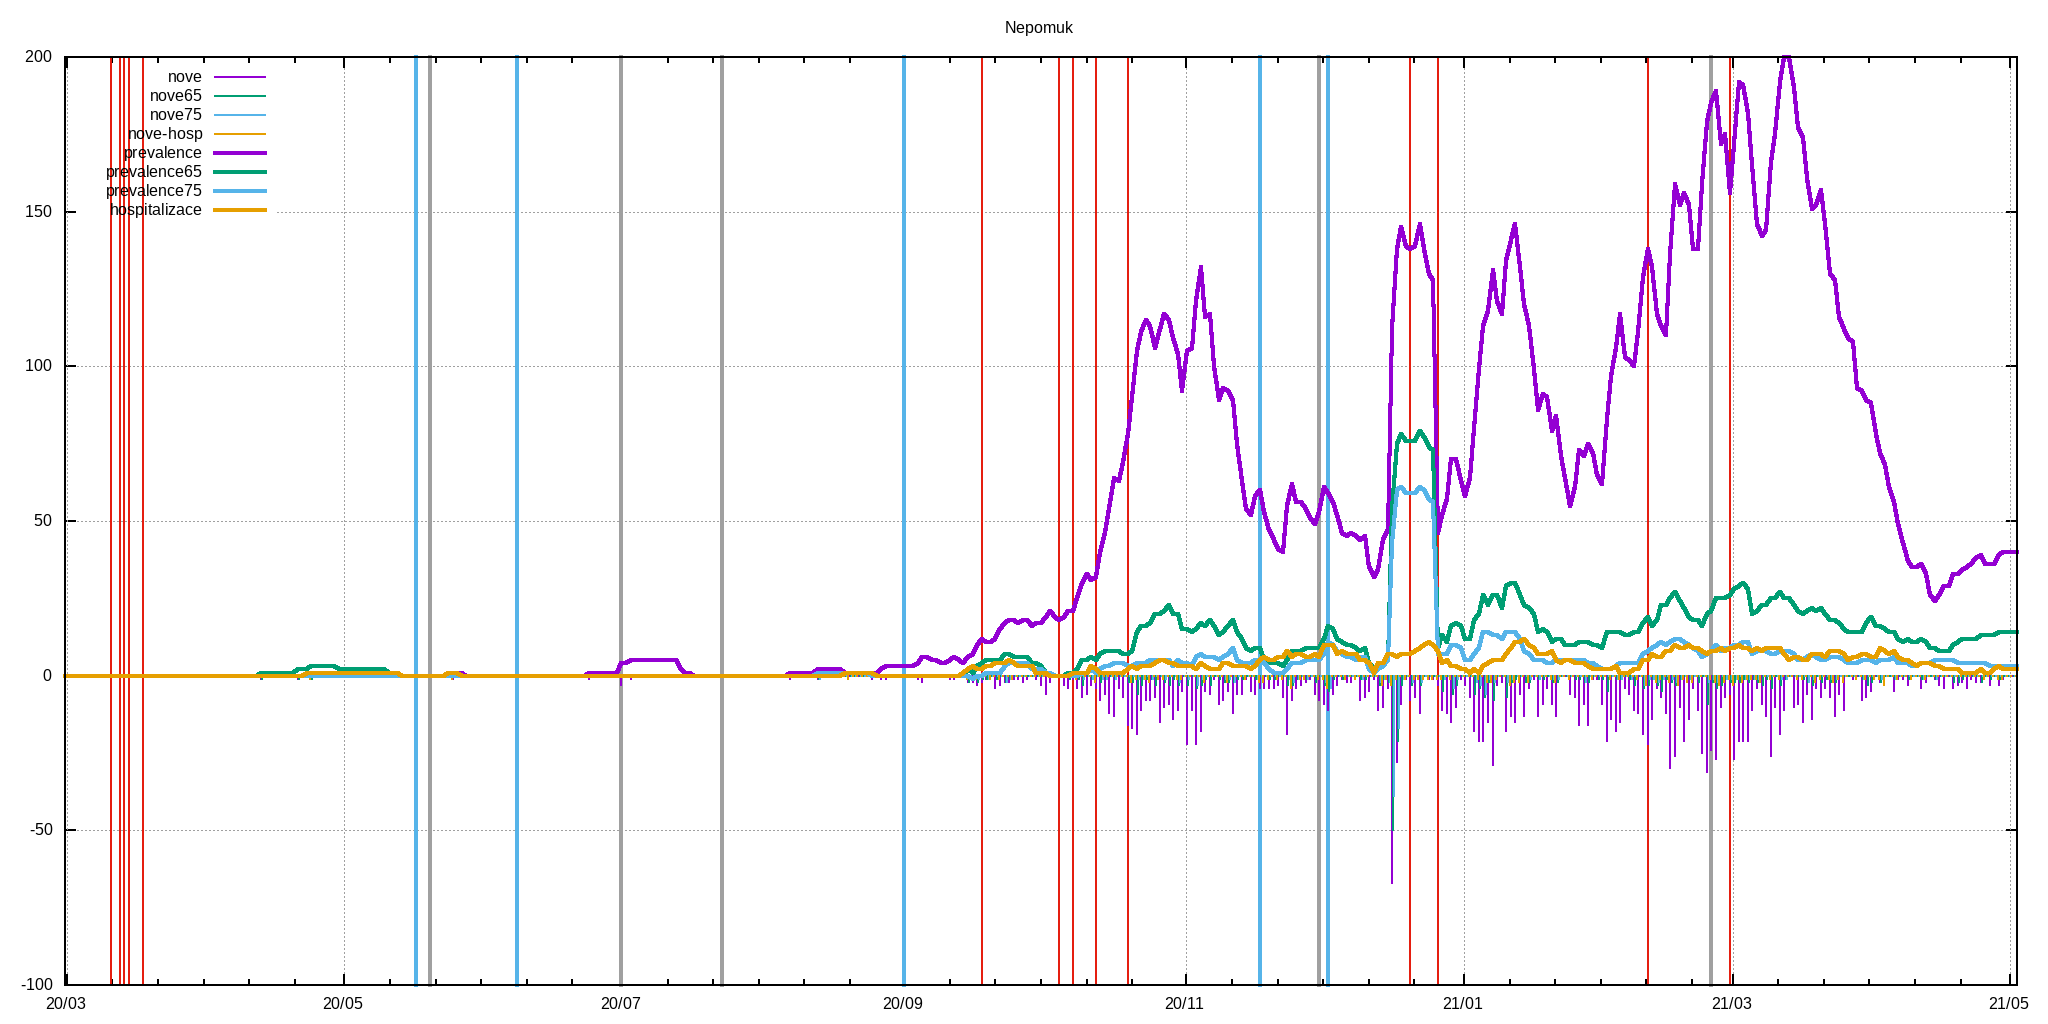 Nepomuk
200
150
100
50
0
-50
-100
nove
nove65
nove75
nove-hosp
prevalence
prevalence65
prevalence75
hospitalizace
20/03 20/05 20/07 20/09 20/11 21/01 21/03 21/05